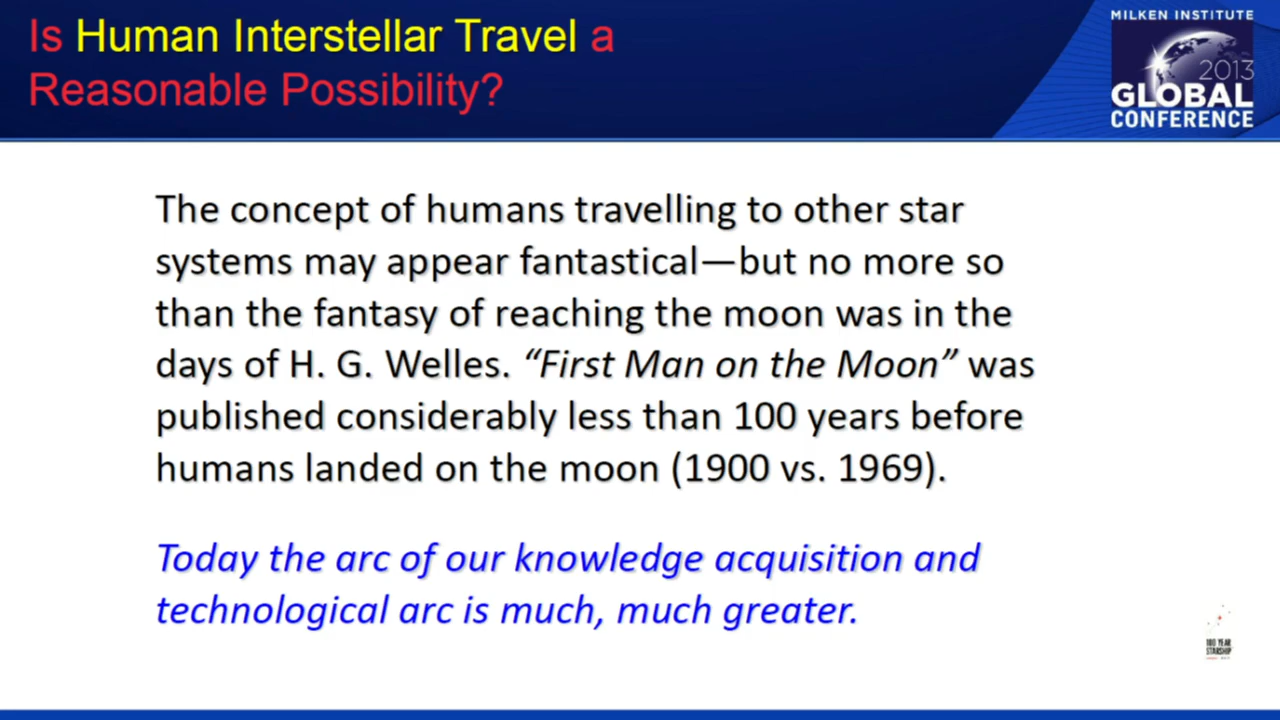 Is Human Interstellar Travel a
Reasonable Possibility?
MILKEN INSTITUTE
2013
GLOBAL
CONFERENCE
The concept of humans travelling to other star
systems may appear fantastical—but no more so
than the fantasy of reaching the moon was in the
days of H. G. Welles. “First Man on the Moon” was
published considerably less than 100 years before
humans landed on the moon (1900 vs. 1969).
Today the arc of our knowledge acquisition and
technological arc is much, much greater.
100 YEAR
STARSHIP